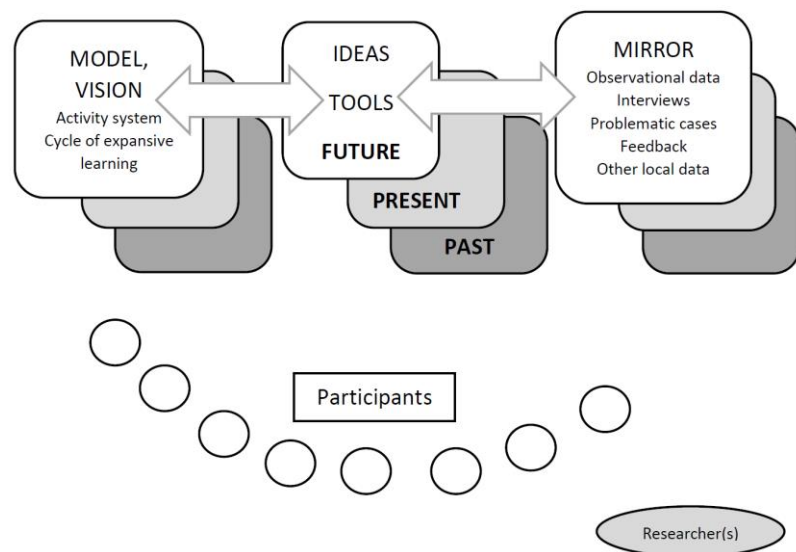 MODEL,
VISION
Activity system
Cycle of expansive
learning
IDEAS
TOOLS
FUTURE
PRESENT
PAST
MIRROR
Observational data
Interviews
Problematic cases
Feedback
Other local data
Participants
Researcher(s)